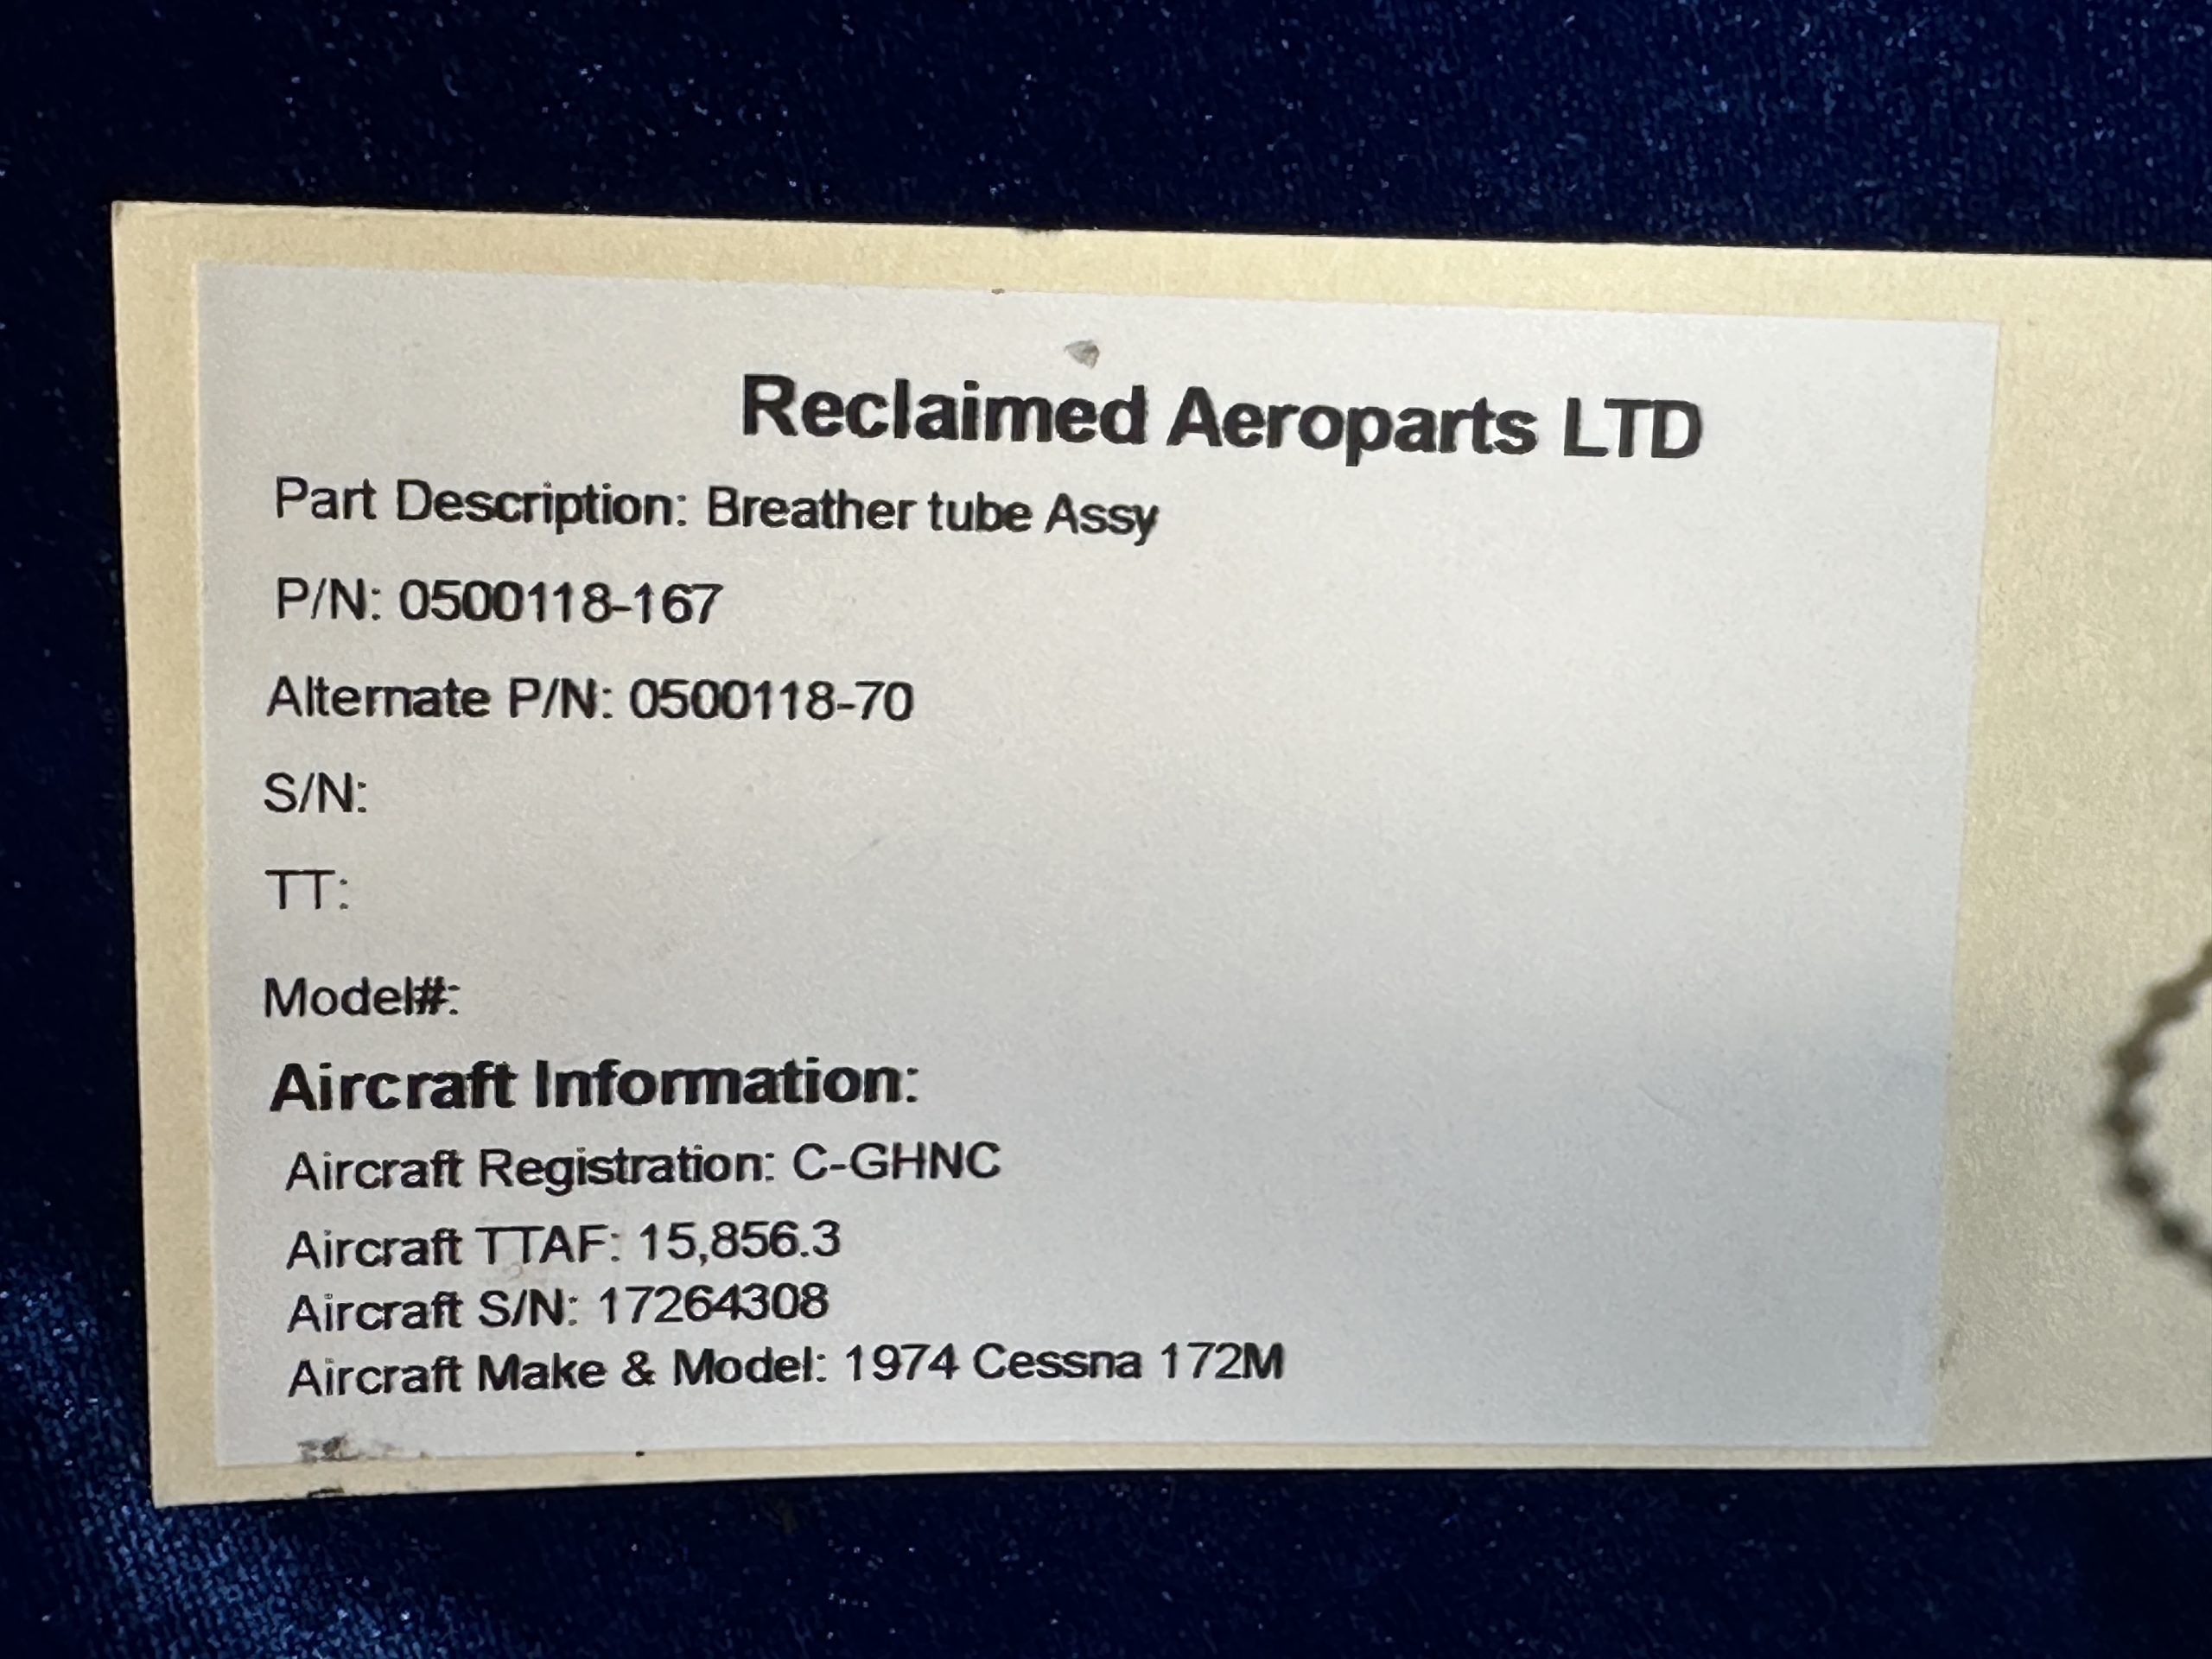 Reclaimed Aeroparts LTD
Part Description: Breather tube Assy
P/N: 0500118-167
Alternate P/N: 0500118-70
S/N:
TT:
Model#:
Aircraft Information:
Aircraft Registration: C-GHNC
Aircraft TTAF: 15,856.3
Aircraft S/N: 17264308
Aircraft Make & Model: 1974 Cessna 172M